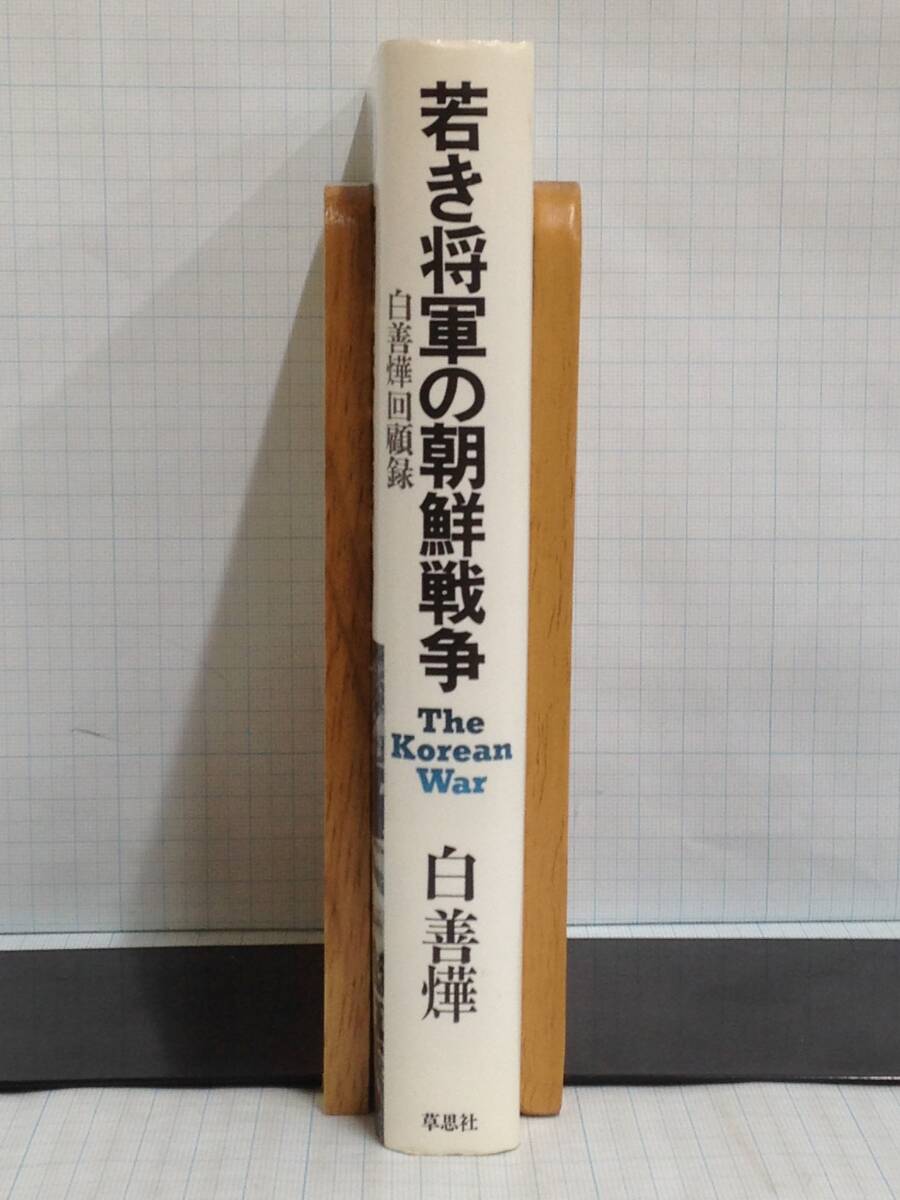 若き将軍の朝鮮戦争
白善燁回顧録
The
Korean
War
白善燁
草思社